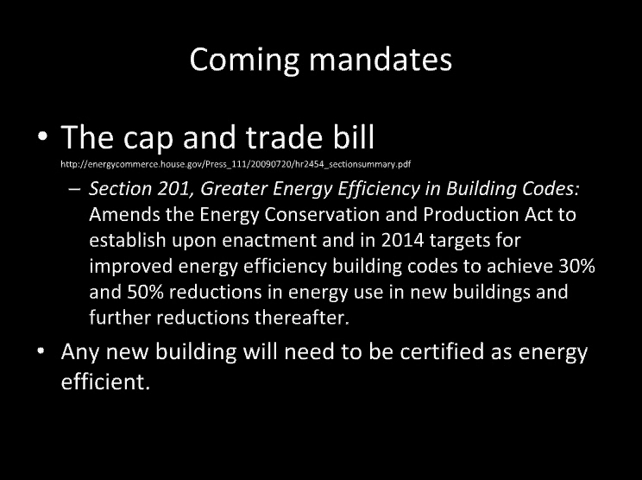 Coming mandates
• The cap and trade bill
http://energycommerce.house.gov/Press_111/20090720/hr2454_sectionsummary.pdf
– Section 201, Greater Energy Efficiency in Building Codes:
Amends the Energy Conservation and Production Act to
establish upon enactment and in 2014 targets for
improved energy efficiency building codes to achieve 30%
and 50% reductions in energy use in new buildings and
further reductions thereafter.
• Any new building will need to be certified as energy
efficient.